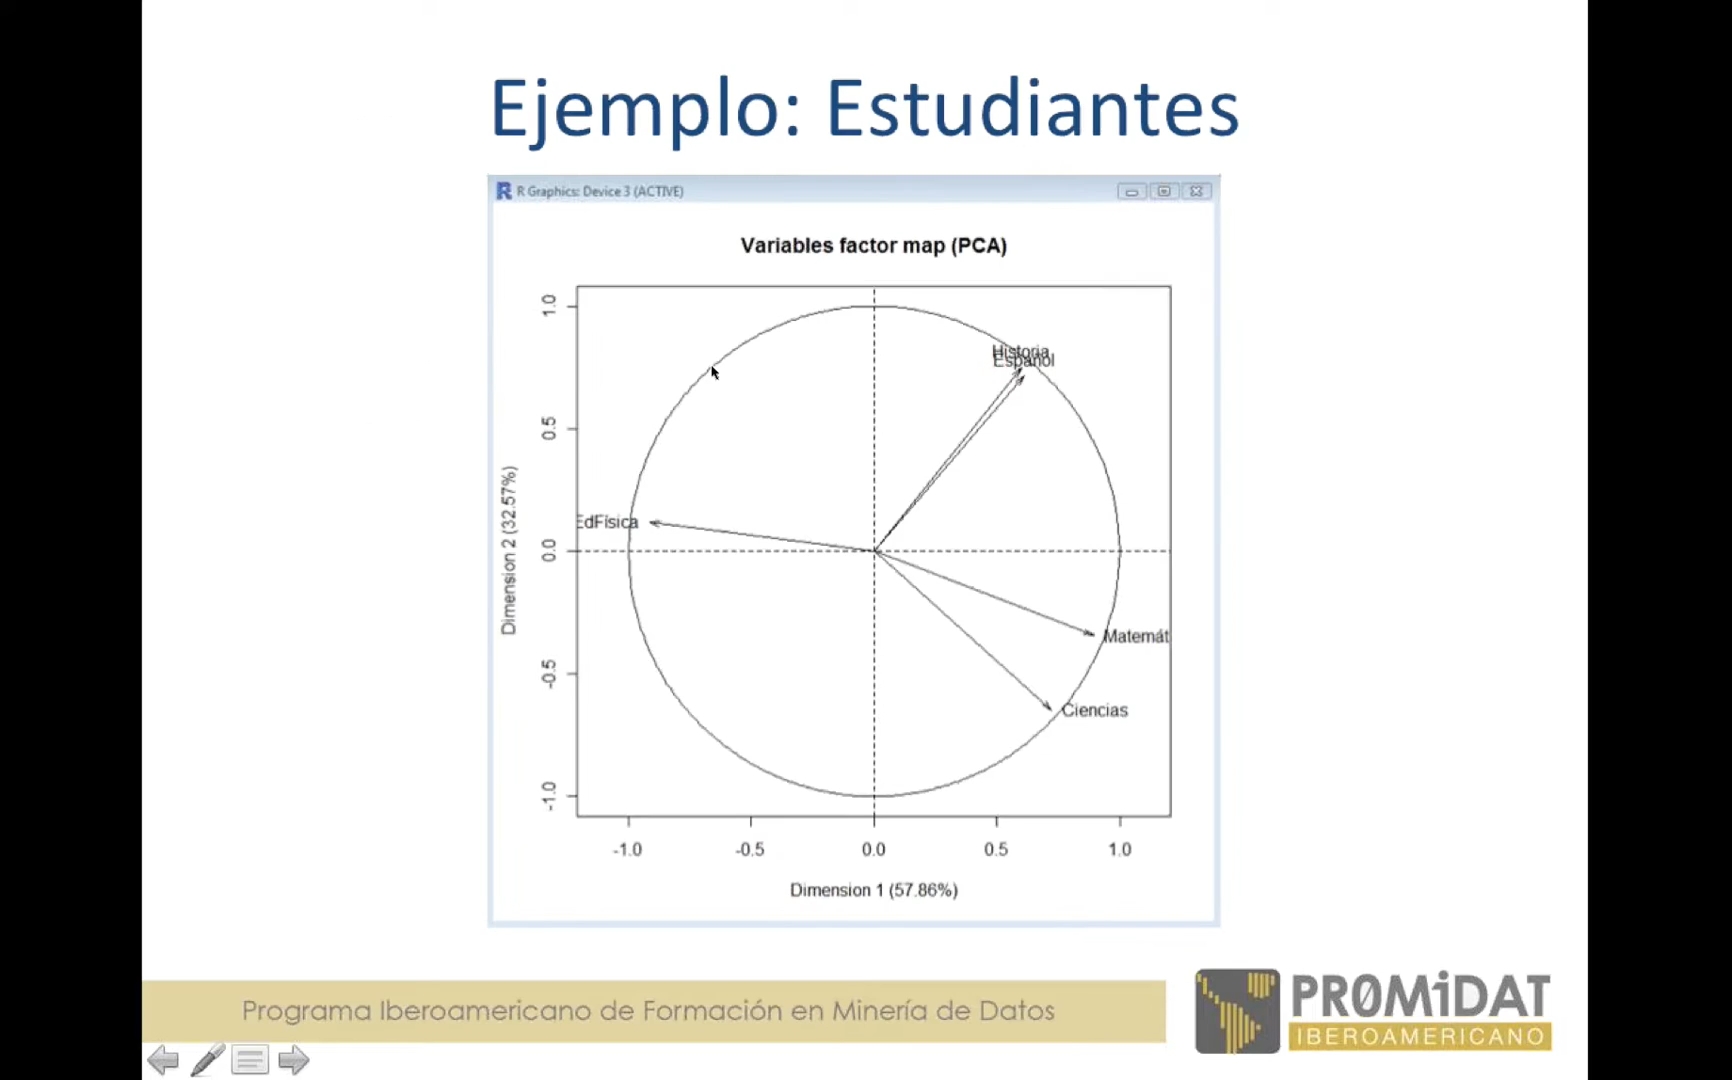 Ejemplo: Estudiantes
R Graphics: Device 3 (ACTIVE)
Variables factor map (PCA)
1.0
0.5
0.0
-0.5
-1.0
Dimension 2 (32.57%)
Historia
Español
EdFísica
Matemát
Ciencias
-1.0 -0.5 0.0 0.5 1.0
Dimension 1 (57.86%)
Programa Iberoamericano de Formación en Minería de Datos
PR0MiDAT
IBEROAMERICANO